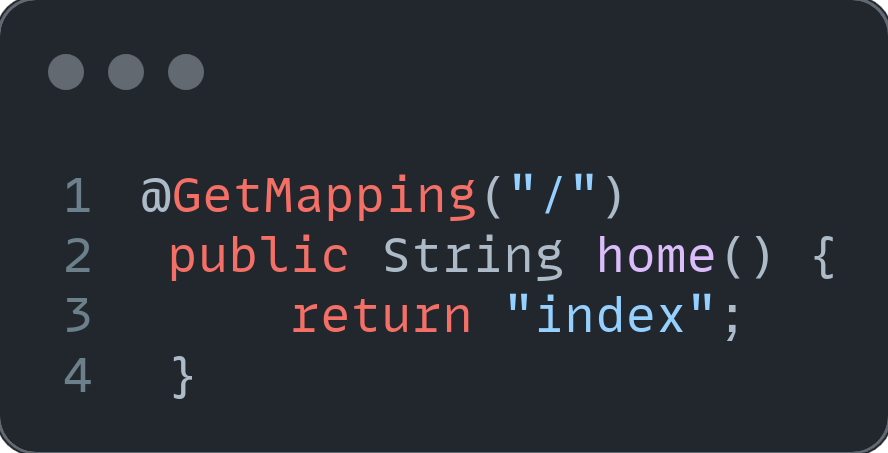 1 @GetMapping("/")
2 public String home() {
3 return "index";
4 }